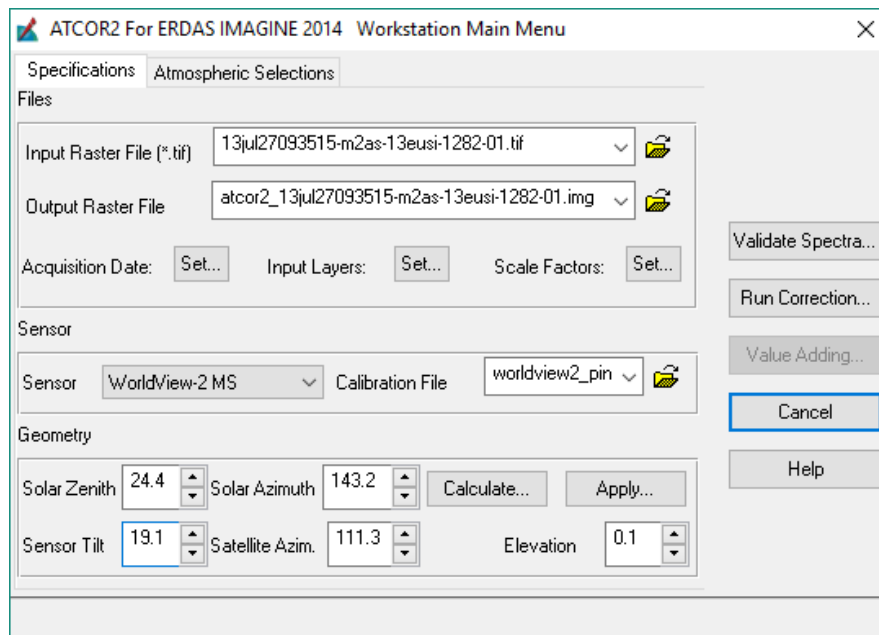 ATCOR2 For ERDAS IMAGINE 2014 Workstation Main Menu
Specifications Atmospheric Selections
Files
Input Raster File (*.tif) 13jul27093515-m2as-13eusi-1282-01.tif
Output Raster File atcor2_13jul27093515-m2as-13eusi-1282-01.img
Acquisition Date: Set... Input Layers: Set... Scale Factors: Set...
Validate Spectra...
Run Correction...
Value Adding...
Cancel
Help
Sensor
Sensor WorldView-2 MS Calibration File worldview2_pin
Geometry
Solar Zenith 24.4 Solar Azimuth 143.2 Calculate... Apply...
Sensor Tilt 19.1 Satellite Azim. 111.3 Elevation 0.1